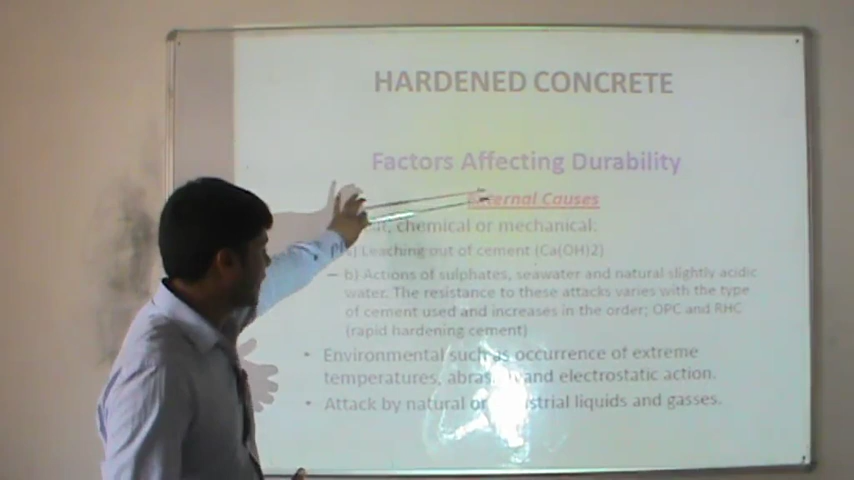 HARDENED CONCRETE
Factors Affecting Durability
External Causes
chemical or mechanical:
Leaching out of cement (Ca(OH)2)
– b) Actions of sulphates, seawater and natural slightly acidic
water. The resistance to these attacks varies with the type
of cement used and increases in the order; OPC and RHC
(rapid hardening cement)
• Environmental such as occurrence of extreme
temperatures, abrasion and electrostatic action.
• Attack by natural or industrial liquids and gasses.